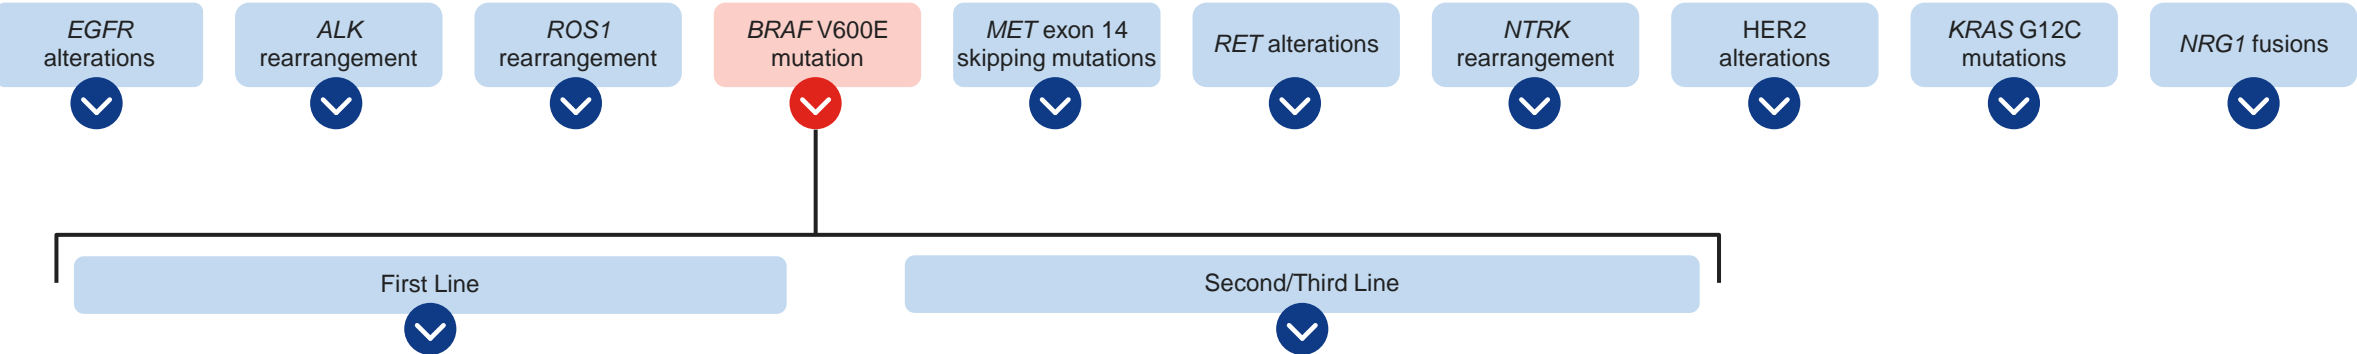 EGFR
alterations
ALK
rearrangement
ROS1
rearrangement
BRAF V600E
mutation
MET exon 14
skipping mutations
RET alterations
NTRK
rearrangement
HER2
alterations
KRAS G12C
mutations
NRG1 fusions
First Line
Second/Third Line